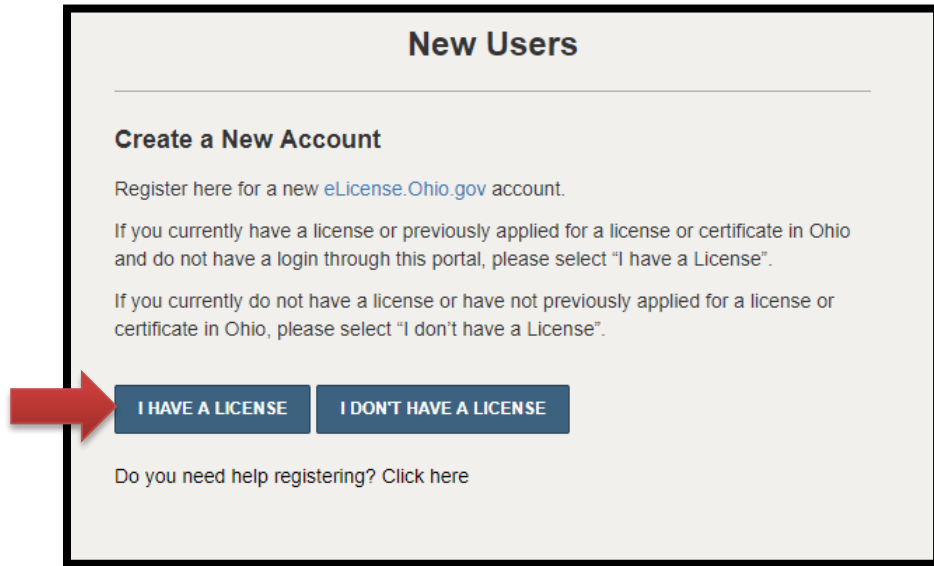 New Users
Create a New Account
Register here for a new eLicense.Ohio.gov account.
If you currently have a license or previously applied for a license or certificate in Ohio
and do not have a login through this portal, please select “I have a License”.
If you currently do not have a license or have not previously applied for a license or
certificate in Ohio, please select “I don’t have a License”.
I HAVE A LICENSE
I DON'T HAVE A LICENSE
Do you need help registering? Click here